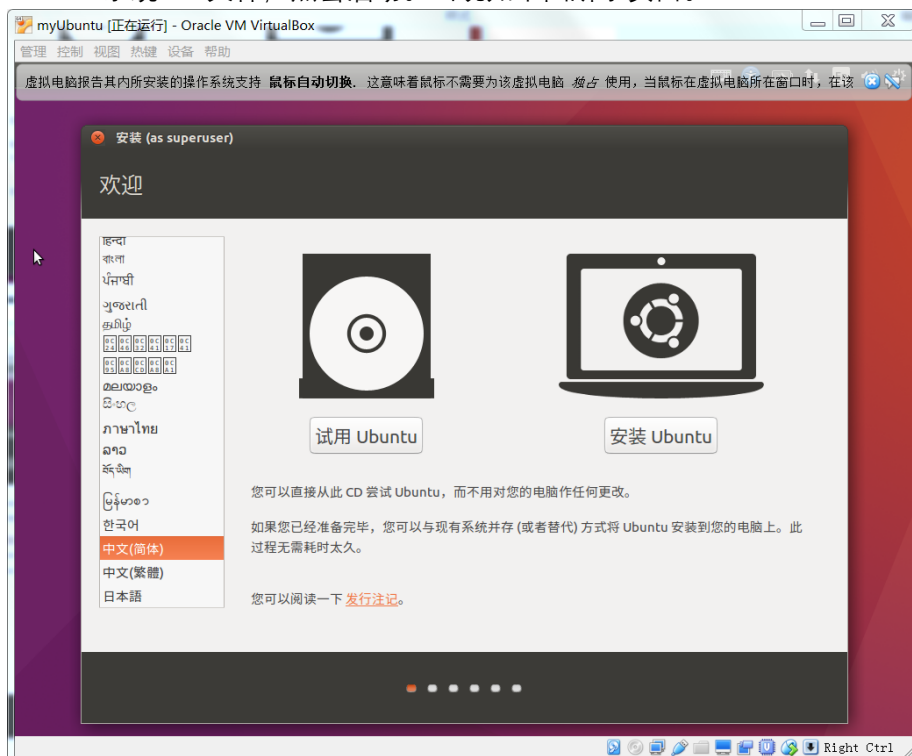 myUbuntu [正在运行] - Oracle VM VirtualBox
管理 控制 视图 热键 设备 帮助
虚拟电脑报告其内所安装的操作系统支持 鼠标自动切换. 这意味着鼠标不需要为该虚拟电脑 独占 使用，当鼠标在虚拟电脑所在窗口时，在该
安装 (as superuser)
欢迎
हिन्दी
বাংলা
ਪੰਜਾਬੀ
ગુજરાતી
தமிழ்
മലയാളം
සිංහල
ภาษาไทย
ລາວ
မြန်မာစာ
한국어
中文(简体)
中文(繁體)
日本語
试用 Ubuntu
安装 Ubuntu
您可以直接从此 CD 尝试 Ubuntu，而不用对您的电脑作任何更改。
如果您已经准备完毕，您可以与现有系统并存 (或者替代) 方式将 Ubuntu 安装到您的电脑上。此
过程无需耗时太久。
您可以阅读一下 发行注记。
Right Ctrl